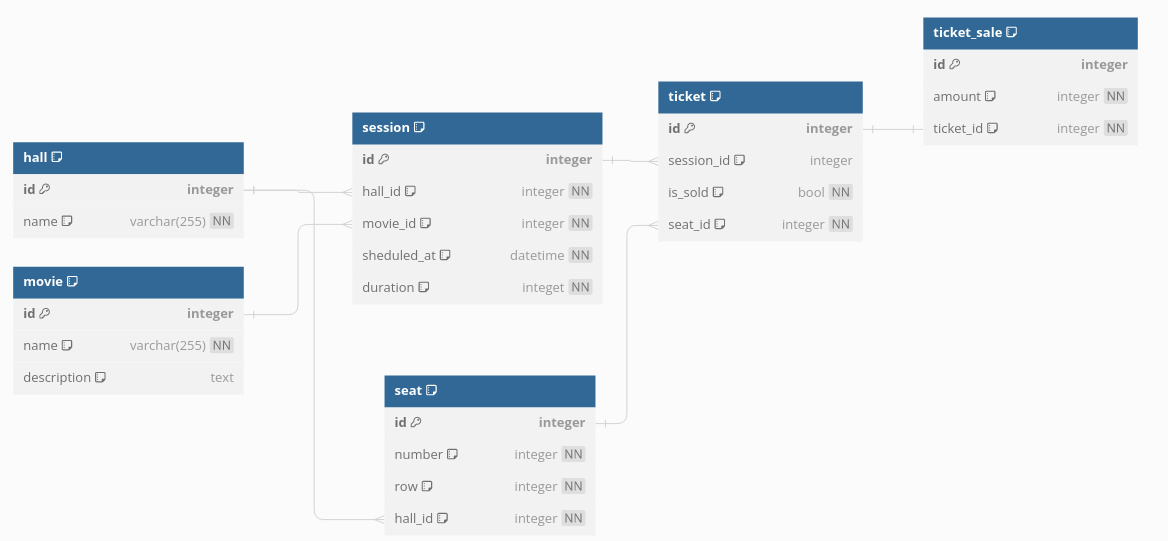 hall
id integer
name varchar(255) NN
movie
id integer
name varchar(255) NN
description text
session
id integer
hall_id integer NN
movie_id integer NN
sheduled_at datetime NN
duration integet NN
seat
id integer
number integer NN
row integer NN
hall_id integer NN
ticket
id integer
session_id integer
is_sold bool NN
seat_id integer NN
ticket_sale
id integer
amount integer NN
ticket_id integer NN